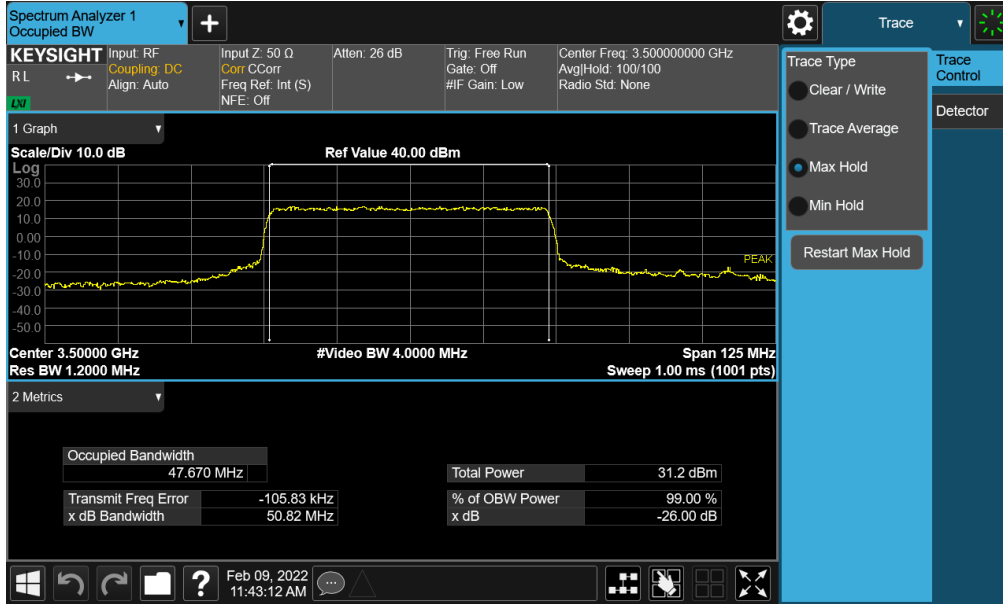 Spectrum Analyzer 1
Occupied BW
Trace
KEYSIGHT
R L
LXI
Input: RF
Coupling: DC
Align: Auto
Input Z: 50 Ω
Corr CCorr
Freq Ref: Int (S)
NFE: Off
Atten: 26 dB
Trig: Free Run
Gate: Off
#IF Gain: Low
Center Freq: 3.500000000 GHz
Avg|Hold: 100/100
Radio Std: None
Trace Type
Clear / Write
Trace Average
Max Hold
Min Hold
Restart Max Hold
Trace
Control
Detector
1 Graph
Scale/Div 10.0 dB
Ref Value 40.00 dBm
Log
30.0
20.0
10.0
0.00
-10.0
-20.0
-30.0
-40.0
-50.0
PEAK
Center 3.50000 GHz
#Video BW 4.0000 MHz
Span 125 MHz
Res BW 1.2000 MHz
Sweep 1.00 ms (1001 pts)
2 Metrics
Occupied Bandwidth
47.670 MHz
Total Power 31.2 dBm
Transmit Freq Error -105.83 kHz
% of OBW Power 99.00 %
x dB Bandwidth 50.82 MHz
x dB -26.00 dB
?
Feb 09, 2022
11:43:12 AM